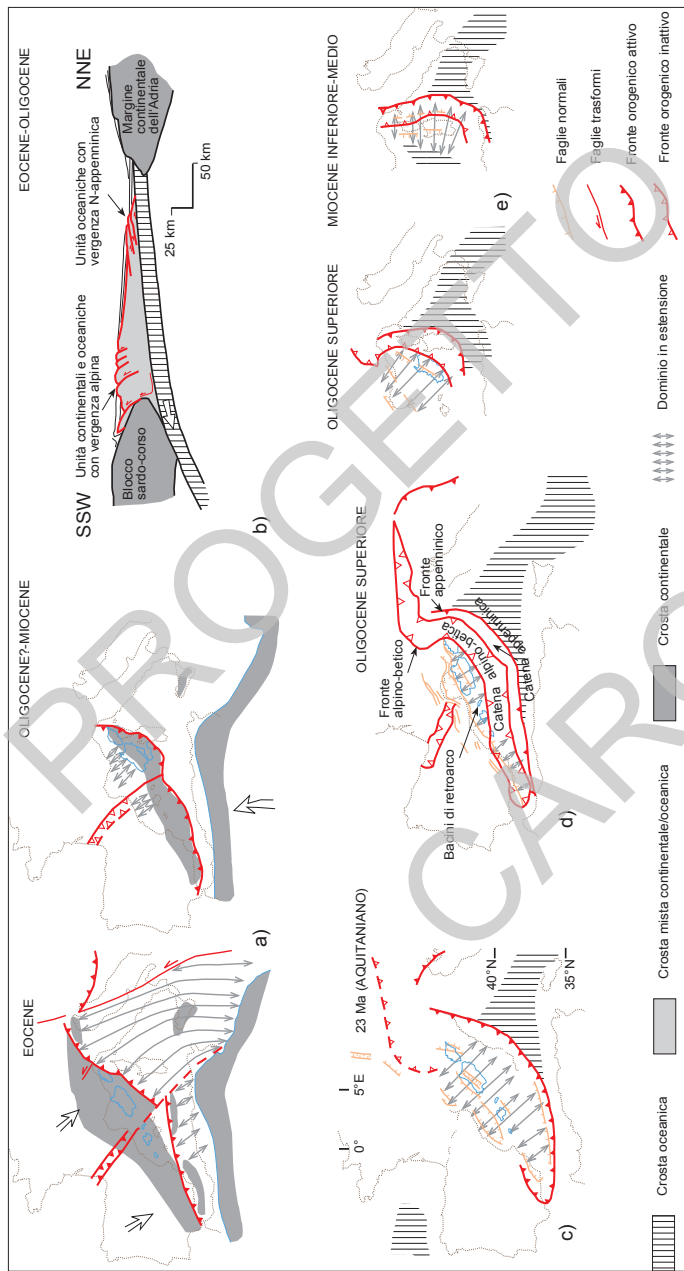 EOCENE
OLIGOCENE?-MIOCENE
a)
EOCENE-OLIGOCENE
SSW
NNE
Unità continentali e oceaniche
con vergenza alpina
Unità oceaniche con
vergenza N-appenninica
Blocco
sardo-corso
Margine
continentale
dell'Adria
25 km
50 km
b)
23 Ma (AQUITANIANO)
0°
5°E
40°N
35°N
c)
OLIGOCENE SUPERIORE
Fronte
alpino-betico
Fronte
appenninico
Bacini di retroarco
Catena alpino-betica
Catena appenninica
d)
OLIGOCENE SUPERIORE
MIOCENE INFERIORE-MEDIO
e)
Crosta oceanica
Crosta mista continentale/oceanica
Crosta continentale
Dominio in estensione
Faglie normali
Faglie trasformi
Fronte orogenico attivo
Fronte orogenico inattivo
PROGETTO
CARG